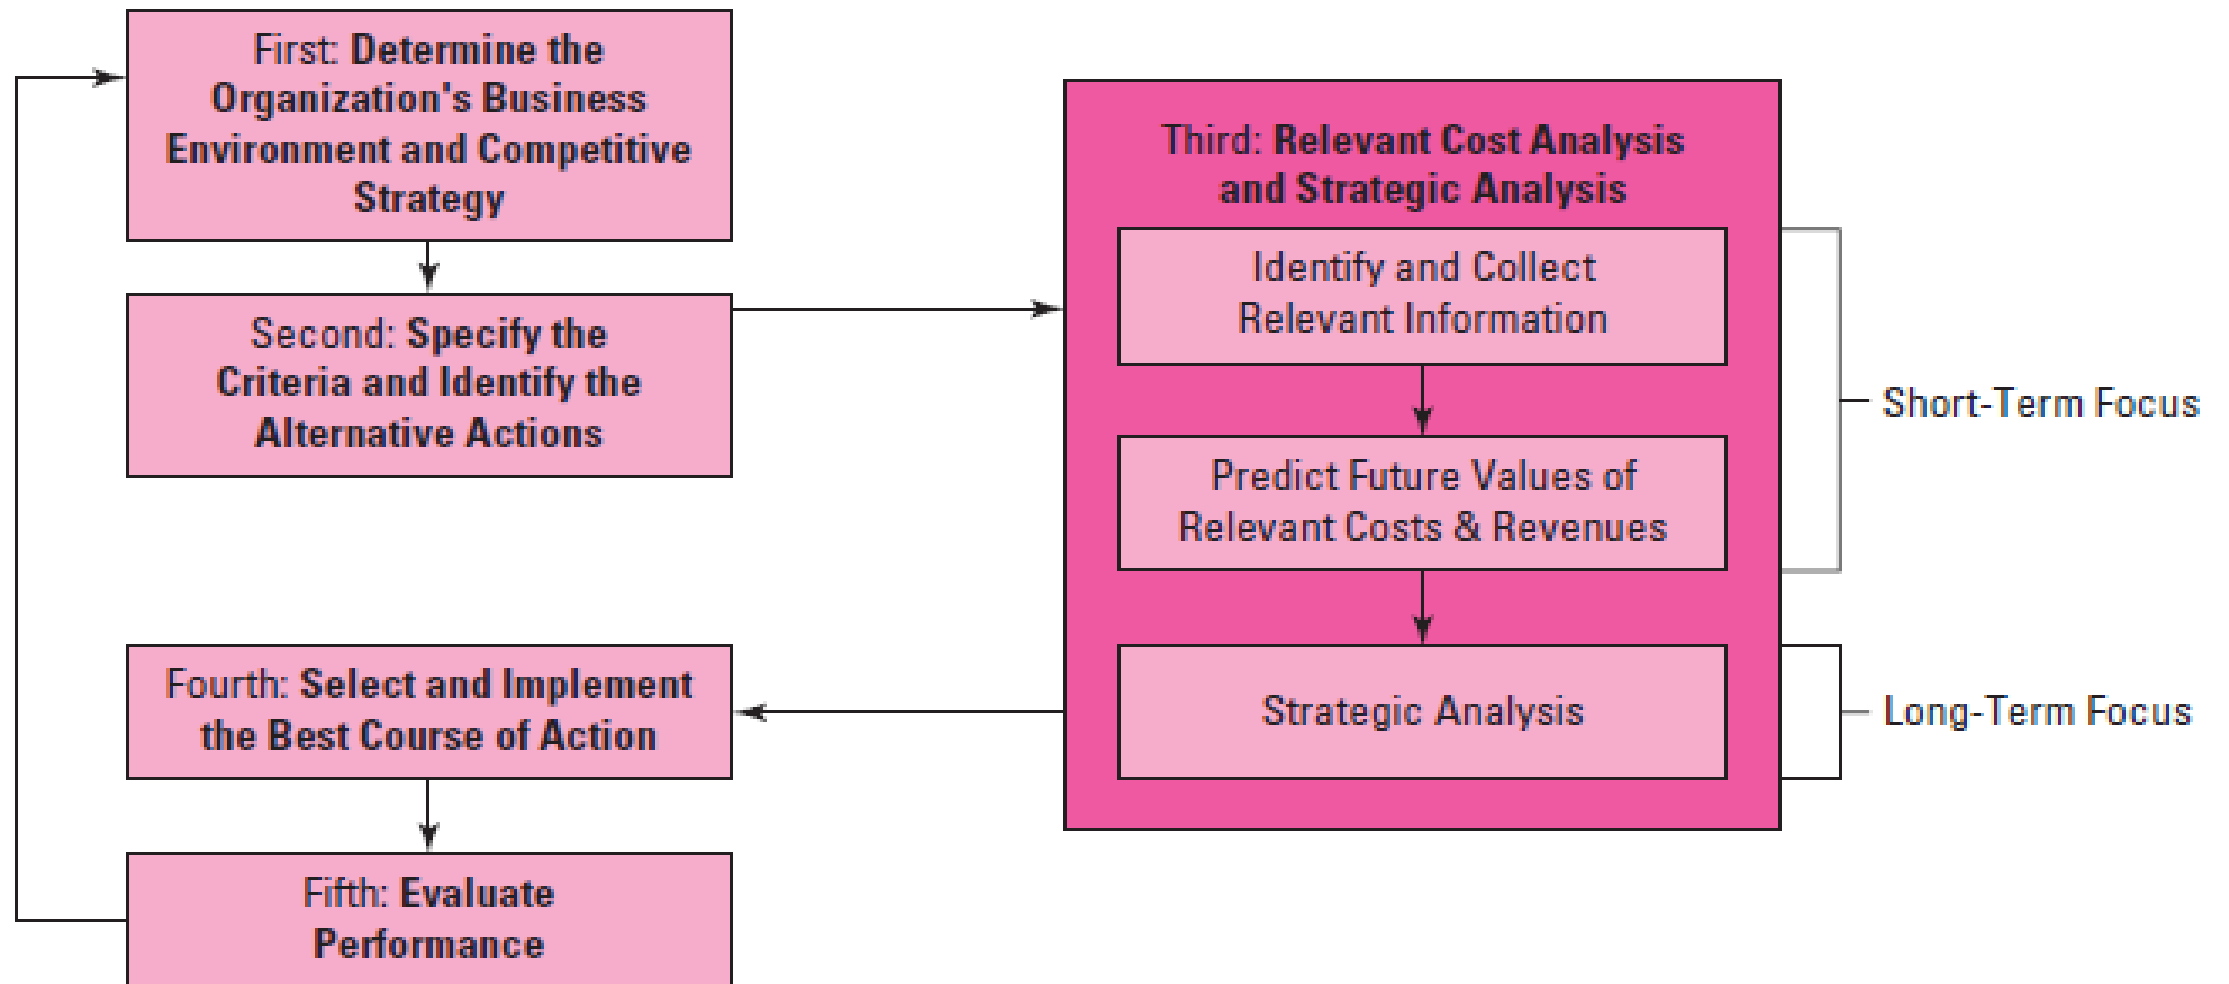 First: Determine the
Organization's Business
Environment and Competitive
Strategy
Second: Specify the
Criteria and Identify the
Alternative Actions
Third: Relevant Cost Analysis
and Strategic Analysis
Identify and Collect
Relevant Information
Predict Future Values of
Relevant Costs & Revenues
Strategic Analysis
Short-Term Focus
Long-Term Focus
Fourth: Select and Implement
the Best Course of Action
Fifth: Evaluate
Performance